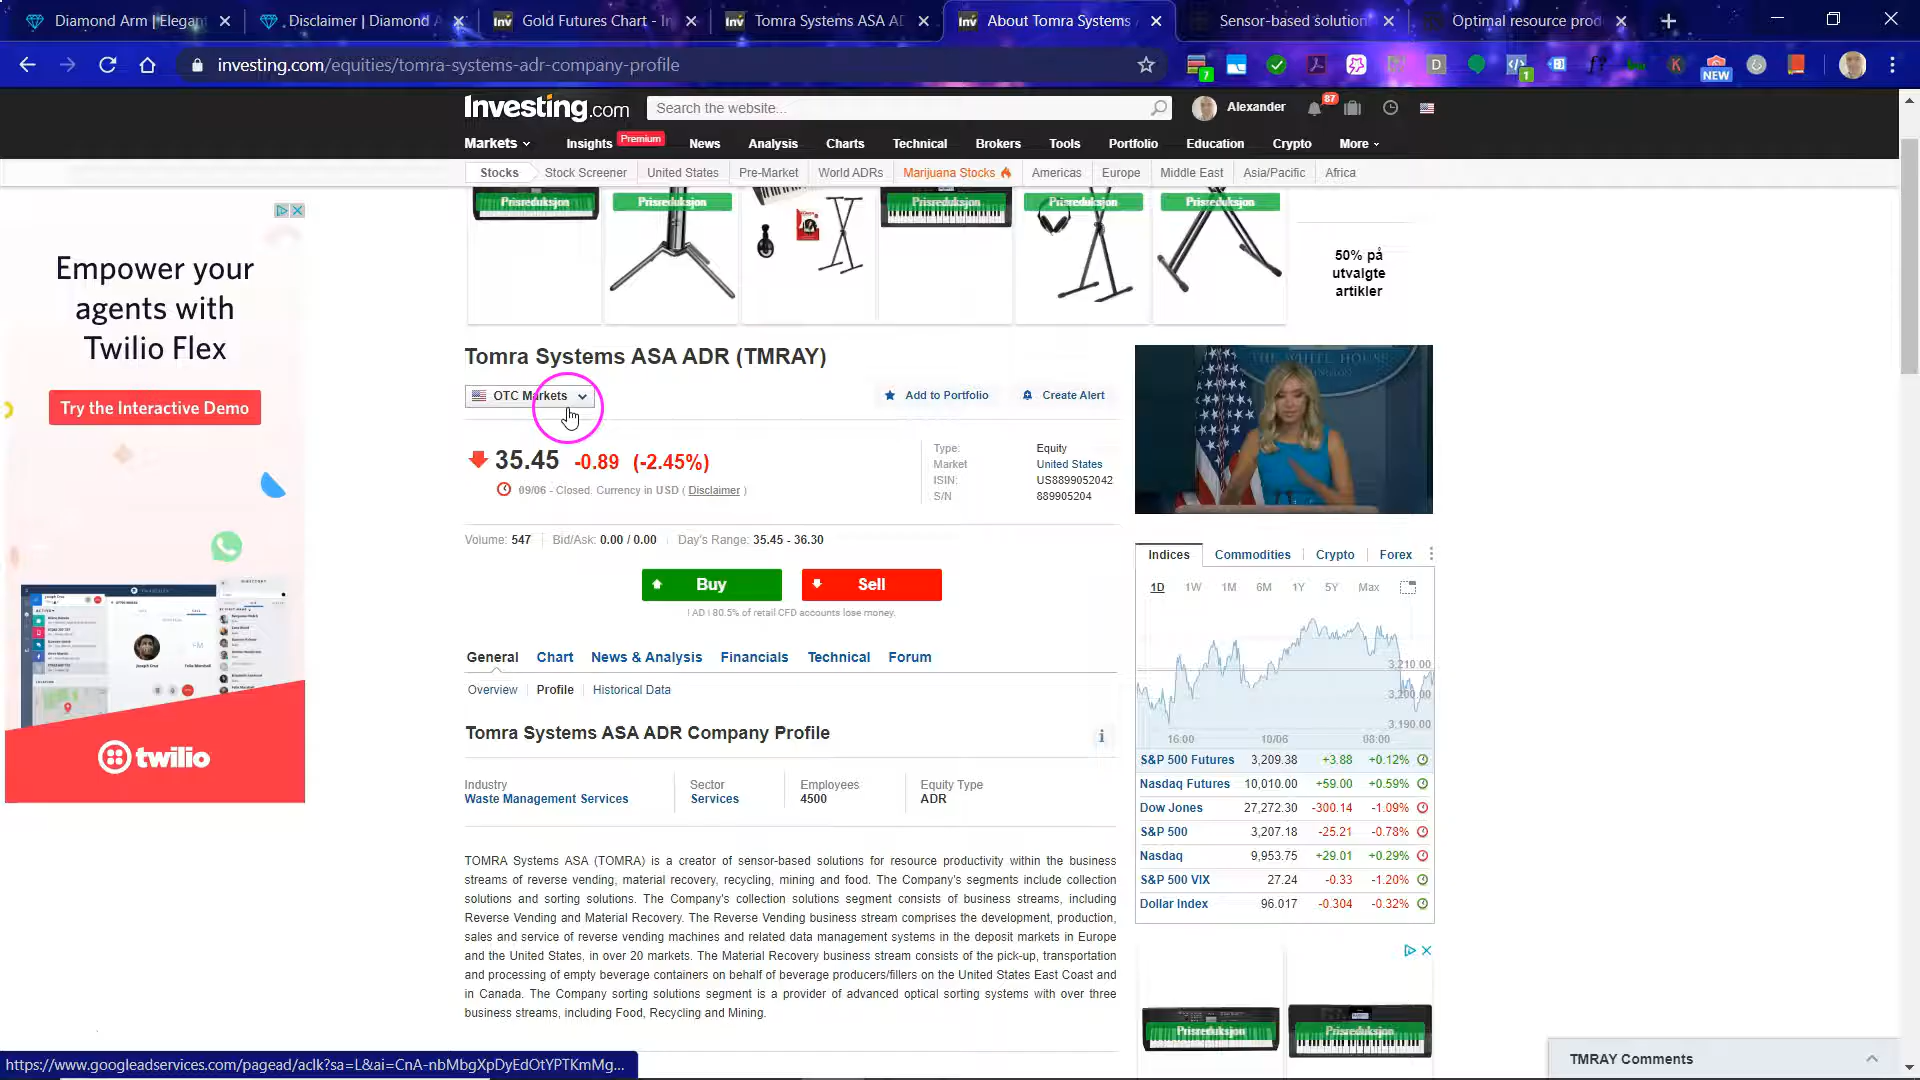 Diamond Arm | Elegan
Disclaimer | Diamond A
Gold Futures Chart - In
Tomra Systems ASA AD
About Tomra Systems
Sensor-based solution
Optimal resource prod
investing.com/equities/tomra-systems-adr-company-profile
Investing.com
Search the website...
Alexander
87
Markets
Insights
Premium
News
Analysis
Charts
Technical
Brokers
Tools
Portfolio
Education
Crypto
More
Stocks
Stock Screener
United States
Pre-Market
World ADRs
Marijuana Stocks
Americas
Europe
Middle East
Asia/Pacific
Africa
Prisreduksjon
Prisreduksjon
Prisreduksjon
Prisreduksjon
Prisreduksjon
50% på
utvalgte
artikler
Empower your
agents with
Twilio Flex
Try the Interactive Demo
twilio
Tomra Systems ASA ADR (TMRAY)
OTC Markets
Add to Portfolio
Create Alert
35.45 -0.89 (-2.45%)
09/06 - Closed. Currency in USD ( Disclaimer )
Type: Equity
Market United States
ISIN: US8899052042
S/N 889905204
Volume: 547 Bid/Ask: 0.00 / 0.00 Day's Range: 35.45 - 36.30
Buy
Sell
! AD ! 80.5% of retail CFD accounts lose money.
General Chart News & Analysis Financials Technical Forum
Overview Profile Historical Data
Tomra Systems ASA ADR Company Profile
Industry
Waste Management Services
Sector
Services
Employees
4500
Equity Type
ADR
TOMRA Systems ASA (TOMRA) is a creator of sensor-based solutions for resource productivity within the business
streams of reverse vending, material recovery, recycling, mining and food. The Company's segments include collection
solutions and sorting solutions. The Company's collection solutions segment consists of business streams, including
Reverse Vending and Material Recovery. The Reverse Vending business stream comprises the development, production,
sales and service of reverse vending machines and related data management systems in the deposit markets in Europe
and the United States, in over 20 markets. The Material Recovery business stream consists of the pick-up, transportation
and processing of empty beverage containers on behalf of beverage producers/fillers on the United States East Coast and
in Canada. The Company sorting solutions segment is a provider of advanced optical sorting systems with over three
business streams, including Food, Recycling and Mining.
THE WHITE HOUSE
Indices Commodities Crypto Forex
1D 1W 1M 6M 1Y 5Y Max
3,210.00
3,200.00
3,190.00
16:00 10/06 08:00
S&P 500 Futures 3,209.38 +3.88 +0.12%
Nasdaq Futures 10,010.00 +59.00 +0.59%
Dow Jones 27,272.30 -300.14 -1.09%
S&P 500 3,207.18 -25.21 -0.78%
Nasdaq 9,953.75 +29.01 +0.29%
S&P 500 VIX 27.24 -0.33 -1.20%
Dollar Index 96.017 -0.304 -0.32%
Prisreduksjon
Prisreduksjon
TMRAY Comments
https://www.googleadservices.com/pagead/aclk?sa=L&ai=CnA-nbMbgXpDyEdOtYPTKmMg...
NEW
7
1